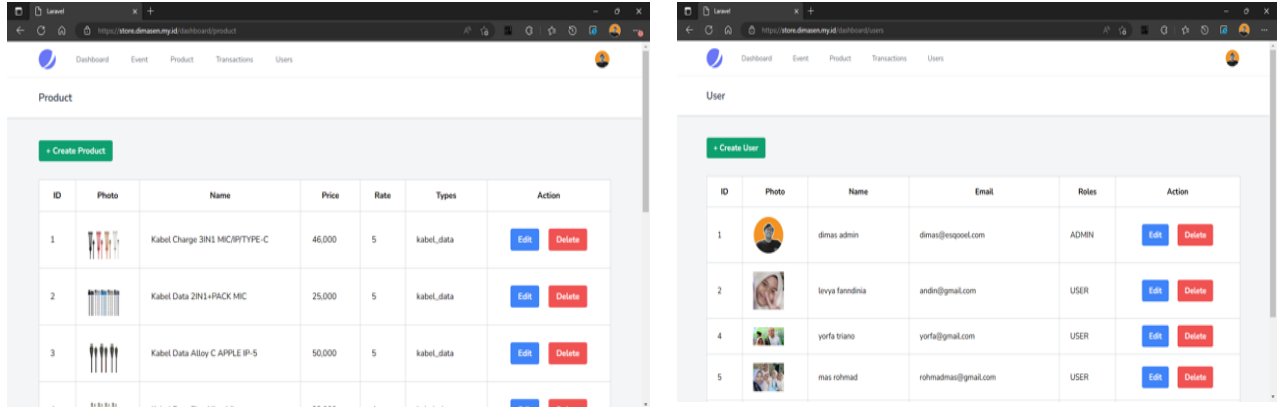 Laravel
https://store.dimasen.my.id/dashboard/product
Dashboard Event Product Transactions Users
Product
+ Create Product
ID Photo Name Price Rate Types Action
1 Kabel Charge 3IN1 MIC/IP/TYPE-C 46,000 5 kabel_data Edit Delete
2 Kabel Data 2IN1+PACK MIC 25,000 5 kabel_data Edit Delete
3 Kabel Data Alloy C APPLE IP-5 50,000 5 kabel_data Edit Delete
Laravel
https://store.dimasen.my.id/dashboard/users
Dashboard Event Product Transactions Users
User
+ Create User
ID Photo Name Email Roles Action
1 dimas admin dimas@esqooel.com ADMIN Edit Delete
2 levya fanndinia andin@gmail.com USER Edit Delete
4 yorfa triano yorfa@gmail.com USER Edit Delete
5 mas rohmad rohmadmas@gmail.com USER Edit Delete